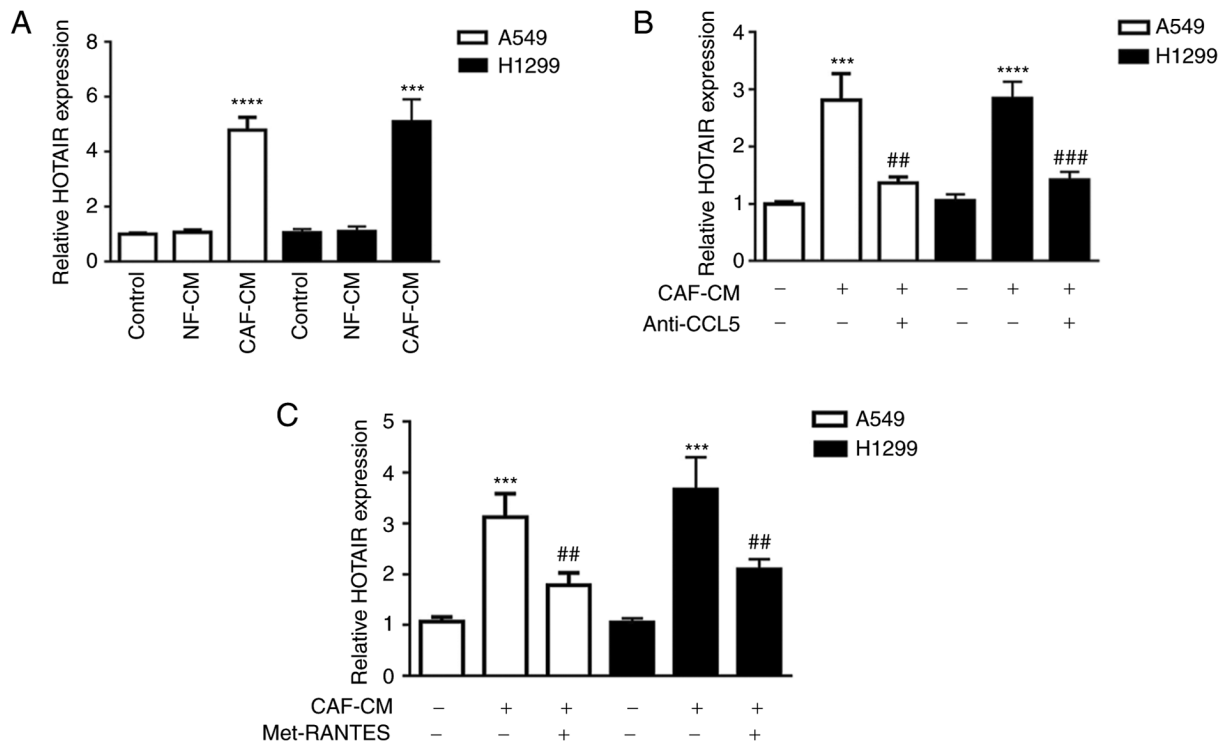 A
Relative HOTAIR expression
8
6
4
2
0
A549
H1299
****
***
Control
NF-CM
CAF-CM
Control
NF-CM
CAF-CM
B
Relative HOTAIR expression
4
3
2
1
0
A549
H1299
***
##
****
###
CAF-CM − + + − + +
Anti-CCL5 − − + − − +
C
Relative HOTAIR expression
5
4
3
2
1
0
A549
H1299
***
##
***
##
CAF-CM − + + − + +
Met-RANTES − − + − − +